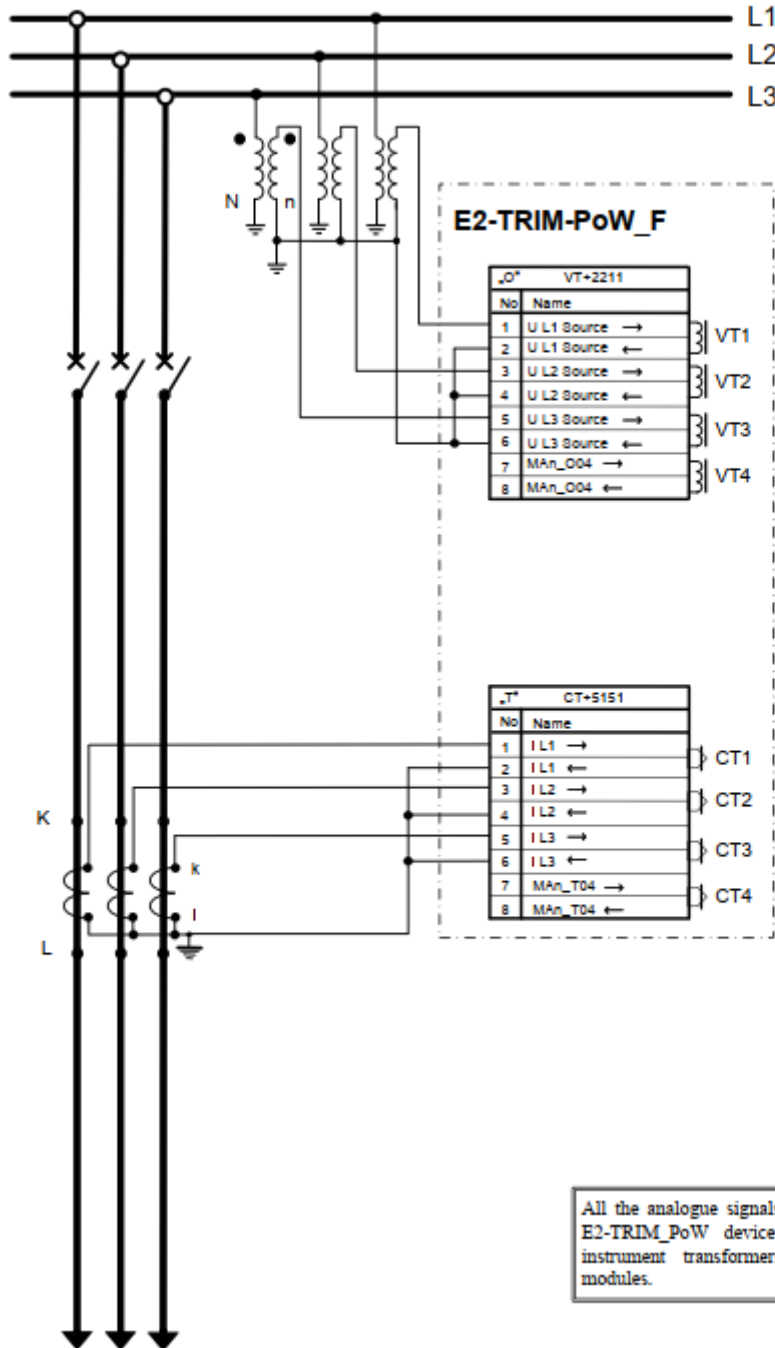 L1
L2
L3
N
n
E2-TRIM-PoW_F
„O" VT+2211
No Name
1 U L1 Source →
2 U L1 Source ←
3 U L2 Source →
4 U L2 Source ←
5 U L3 Source →
6 U L3 Source ←
7 MAn_O04 →
8 MAn_O04 ←
VT1
VT2
VT3
VT4
„T" CT+5151
No Name
1 I L1 →
2 I L1 ←
3 I L2 →
4 I L2 ←
5 I L3 →
6 I L3 ←
7 MAn_T04 →
8 MAn_T04 ←
CT1
CT2
CT3
CT4
K
k
l
L
All the analogue signals
E2-TRIM_PoW device
instrument transformer
modules.